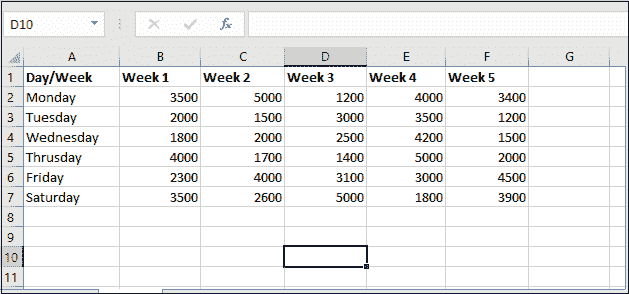 D10 fx
A B C D E F G
1 Day/Week Week 1 Week 2 Week 3 Week 4 Week 5
2 Monday 3500 5000 1200 4000 3400
3 Tuesday 2000 1500 3000 3500 1200
4 Wednesday 1800 2000 2500 4200 1500
5 Thrusday 4000 1700 1400 5000 2000
6 Friday 2300 4000 3100 3000 4500
7 Saturday 3500 2600 5000 1800 3900
8
9
10
11